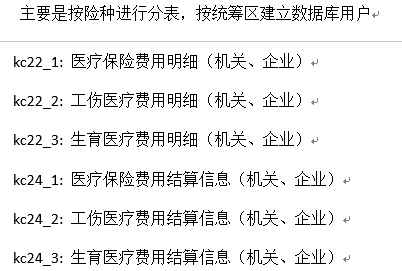 主要是按险种进行分表，按统筹区建立数据库用户
kc22_1: 医疗保险费用明细（机关、企业）
kc22_2: 工伤医疗费用明细（机关、企业）
kc22_3: 生育医疗费用明细（机关、企业）
kc24_1: 医疗保险费用结算信息（机关、企业）
kc24_2: 工伤医疗费用结算信息（机关、企业）
kc24_3: 生育医疗费用结算信息（机关、企业）